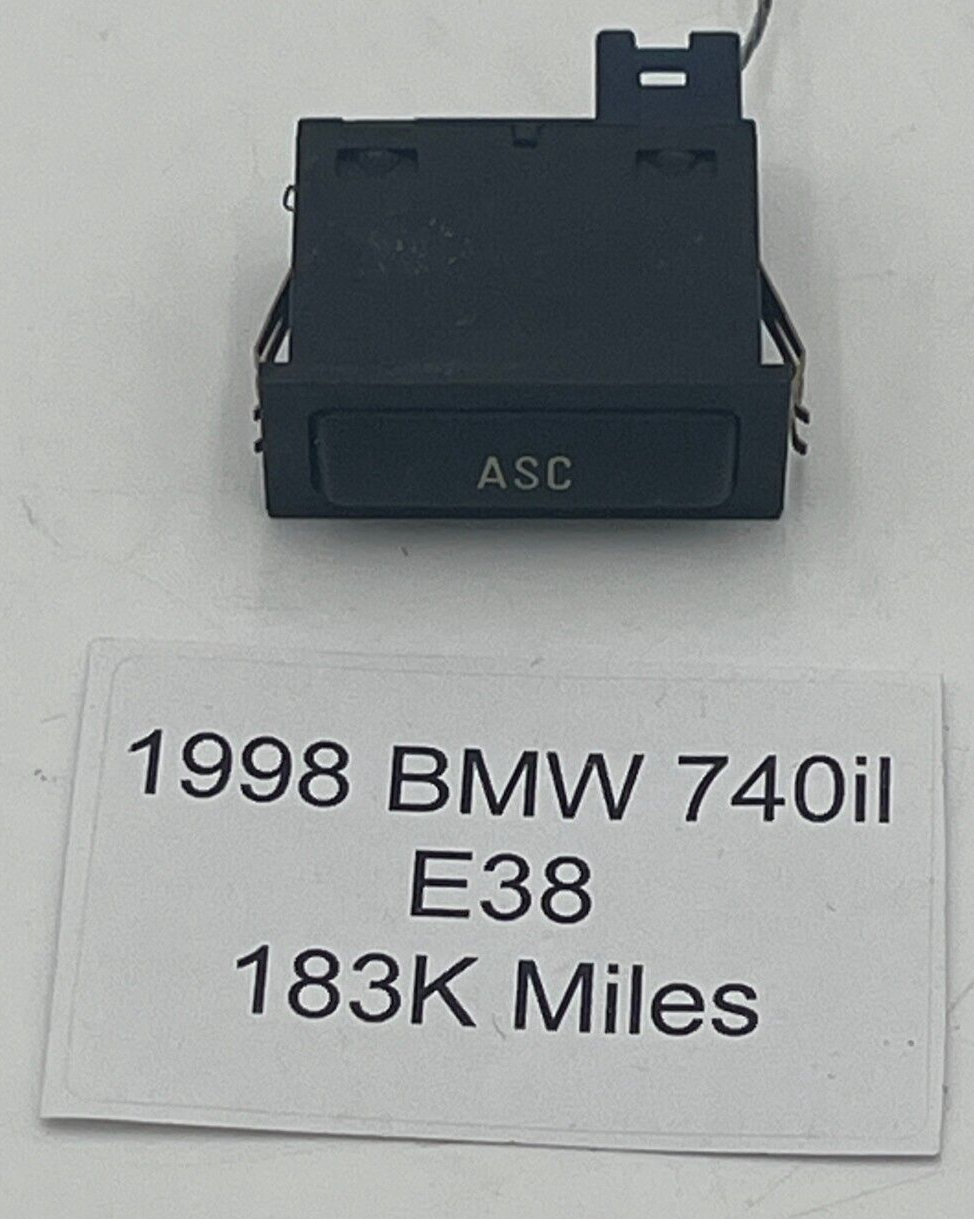 ASC
1998 BMW 740il
E38
183K Miles